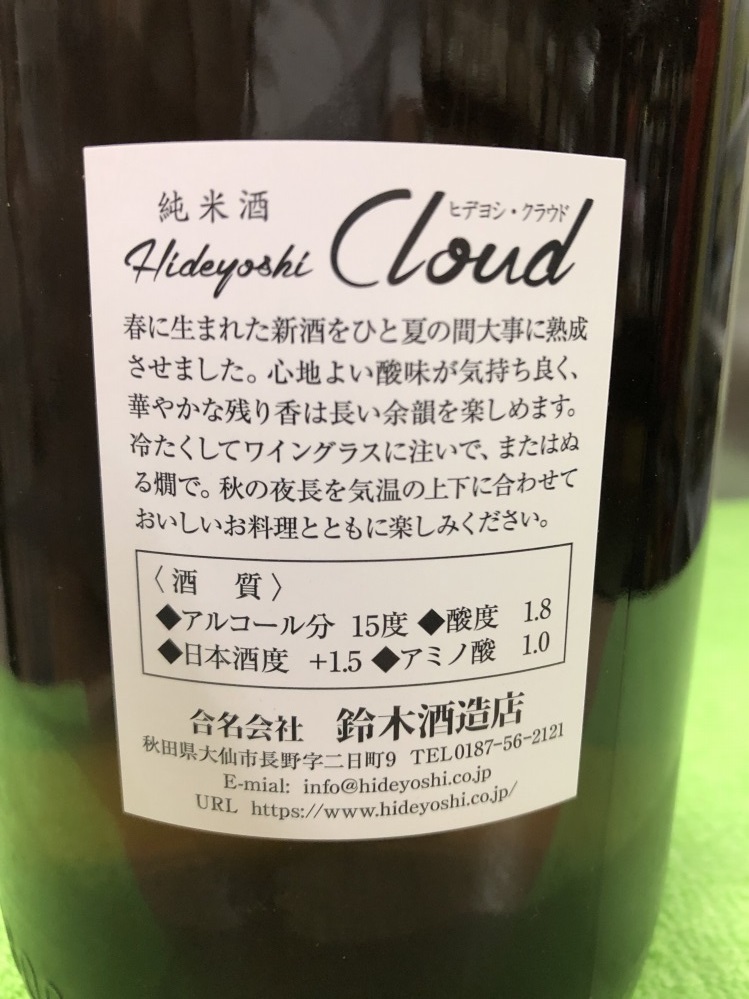 純米酒
ヒデヨシ・クラウド
Hideyoshi Cloud
春に生まれた新酒をひと夏の間大事に熟成
させました。心地よい酸味が気持ち良く、
華やかな残り香は長い余韻を楽しめます。
冷たくしてワイングラスに注いで、またはぬ
る燗で。秋の夜長を気温の上下に合わせて
おいしいお料理とともに楽しみください。
〈酒 質〉
◆アルコール分 15度 ◆酸度 1.8
◆日本酒度 +1.5 ◆アミノ酸 1.0
合名会社 鈴木酒造店
秋田県大仙市長野字二日町9 TEL0187-56-2121
E-mial: info@hideyoshi.co.jp
URL https://www.hideyoshi.co.jp/